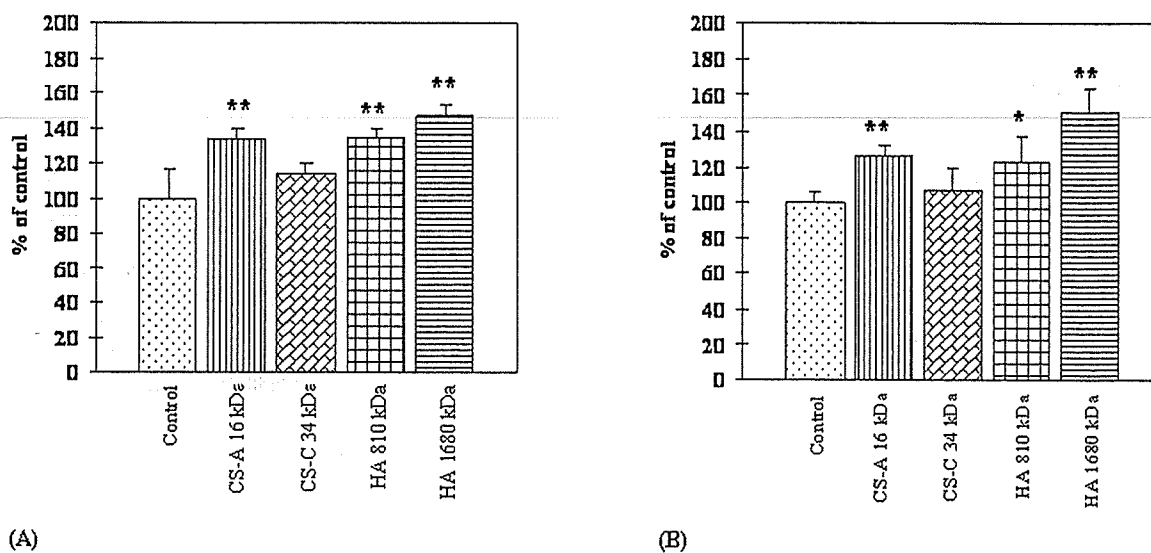 200
180
160
140
120
100
80
60
40
20
0
% of control
** ** **
Control
CS-A 16 kDa
CS-C 34 kDa
HA 810 kDa
HA 1680 kDa
(A)
200
180
160
140
120
100
80
60
40
20
0
% of control
** * **
Control
CS-A 16 kDa
CS-C 34 kDa
HA 810 kDa
HA 1680 kDa
(B)